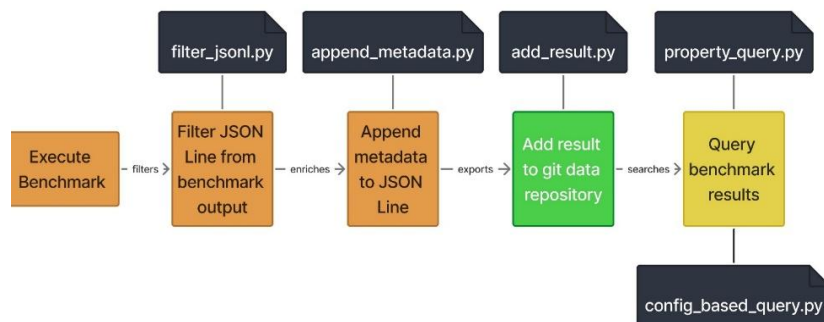 filter_jsonl.py
append_metadata.py
add_result.py
property_query.py
Execute
Benchmark
filters
Filter JSON
Line from
benchmark
output
enriches
Append
metadata
to JSON
Line
exports
Add result
to git data
repository
searches
Query
benchmark
results
config_based_query.py